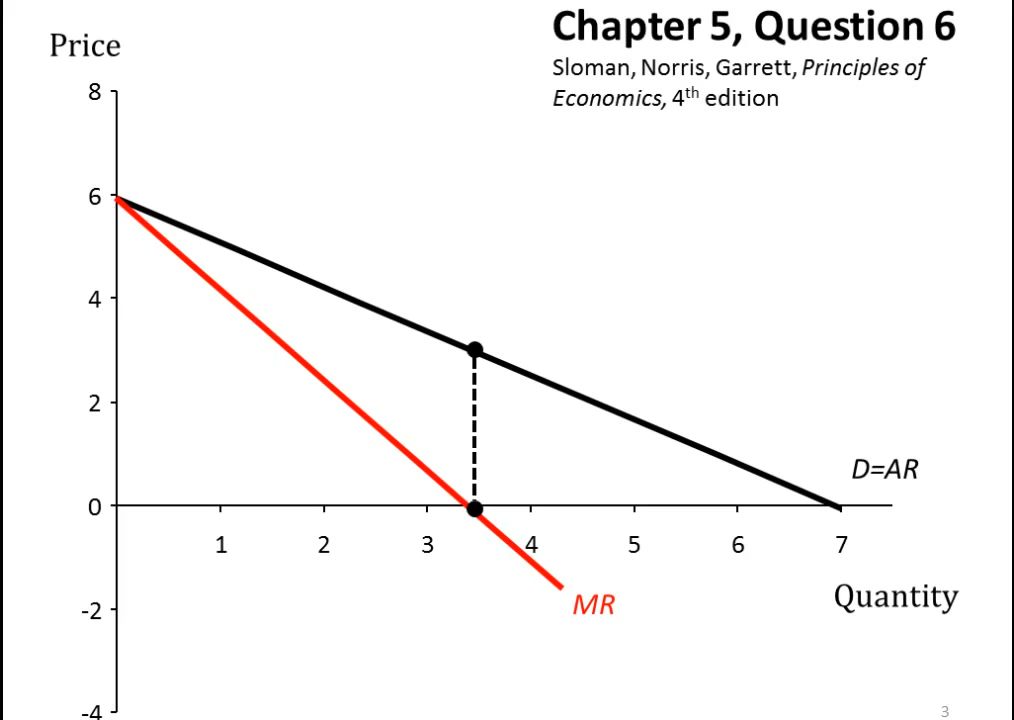 Chapter 5, Question 6
Sloman, Norris, Garrett, Principles of
Economics, 4th edition
Price
8
6
4
2
0
-2
-4
1 2 3 4 5 6 7
D=AR
Quantity
MR
3